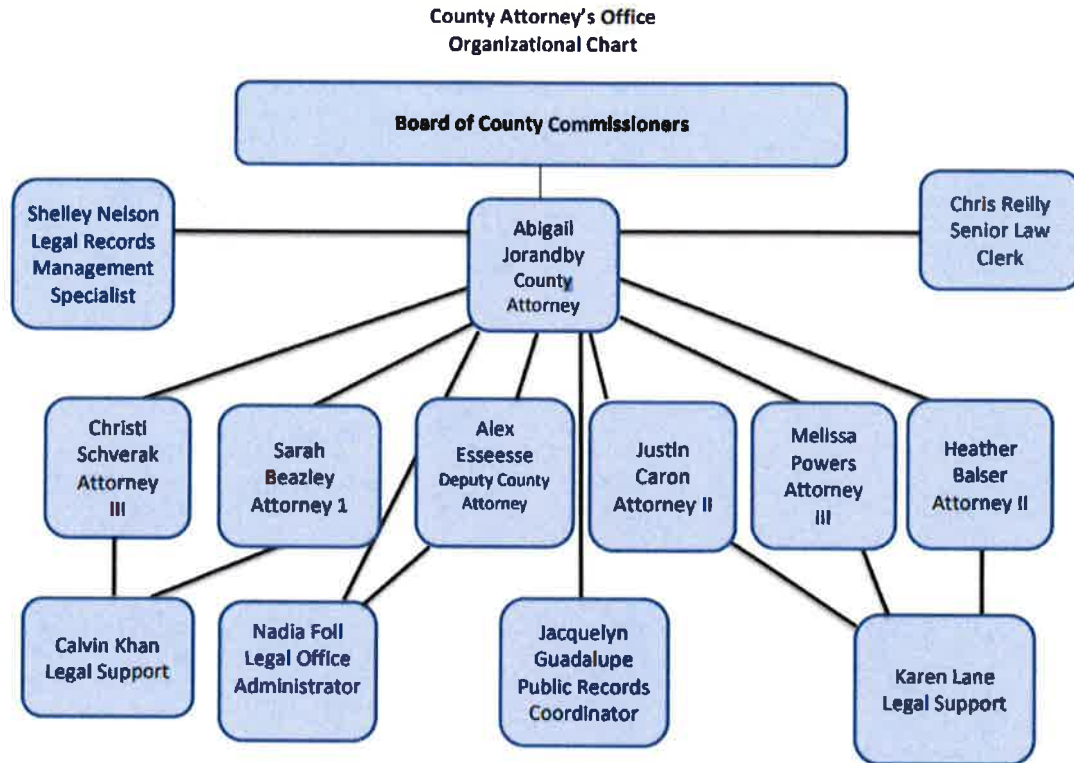 County Attorney's Office
Organizational Chart
Board of County Commissioners
Shelley Nelson
Legal Records
Management
Specialist
Abigail
Jorandby
County
Attorney
Chris Reilly
Senior Law
Clerk
Christi
Schverak
Attorney
III
Sarah
Beazley
Attorney 1
Alex
Esseesse
Deputy County
Attorney
Justin
Caron
Attorney II
Melissa
Powers
Attorney
III
Heather
Balser
Attorney II
Calvin Khan
Legal Support
Nadia Foll
Legal Office
Administrator
Jacquelyn
Guadalupe
Public Records
Coordinator
Karen Lane
Legal Support